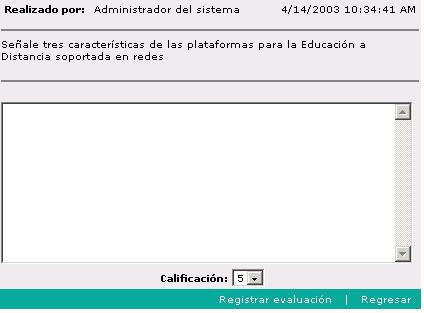 Realizado por: Administrador del sistema 4/14/2003 10:34:41 AM
Señale tres características de las plataformas para la Educación a
Distancia soportada en redes
Calificación: 5
Registrar evaluación | Regresar